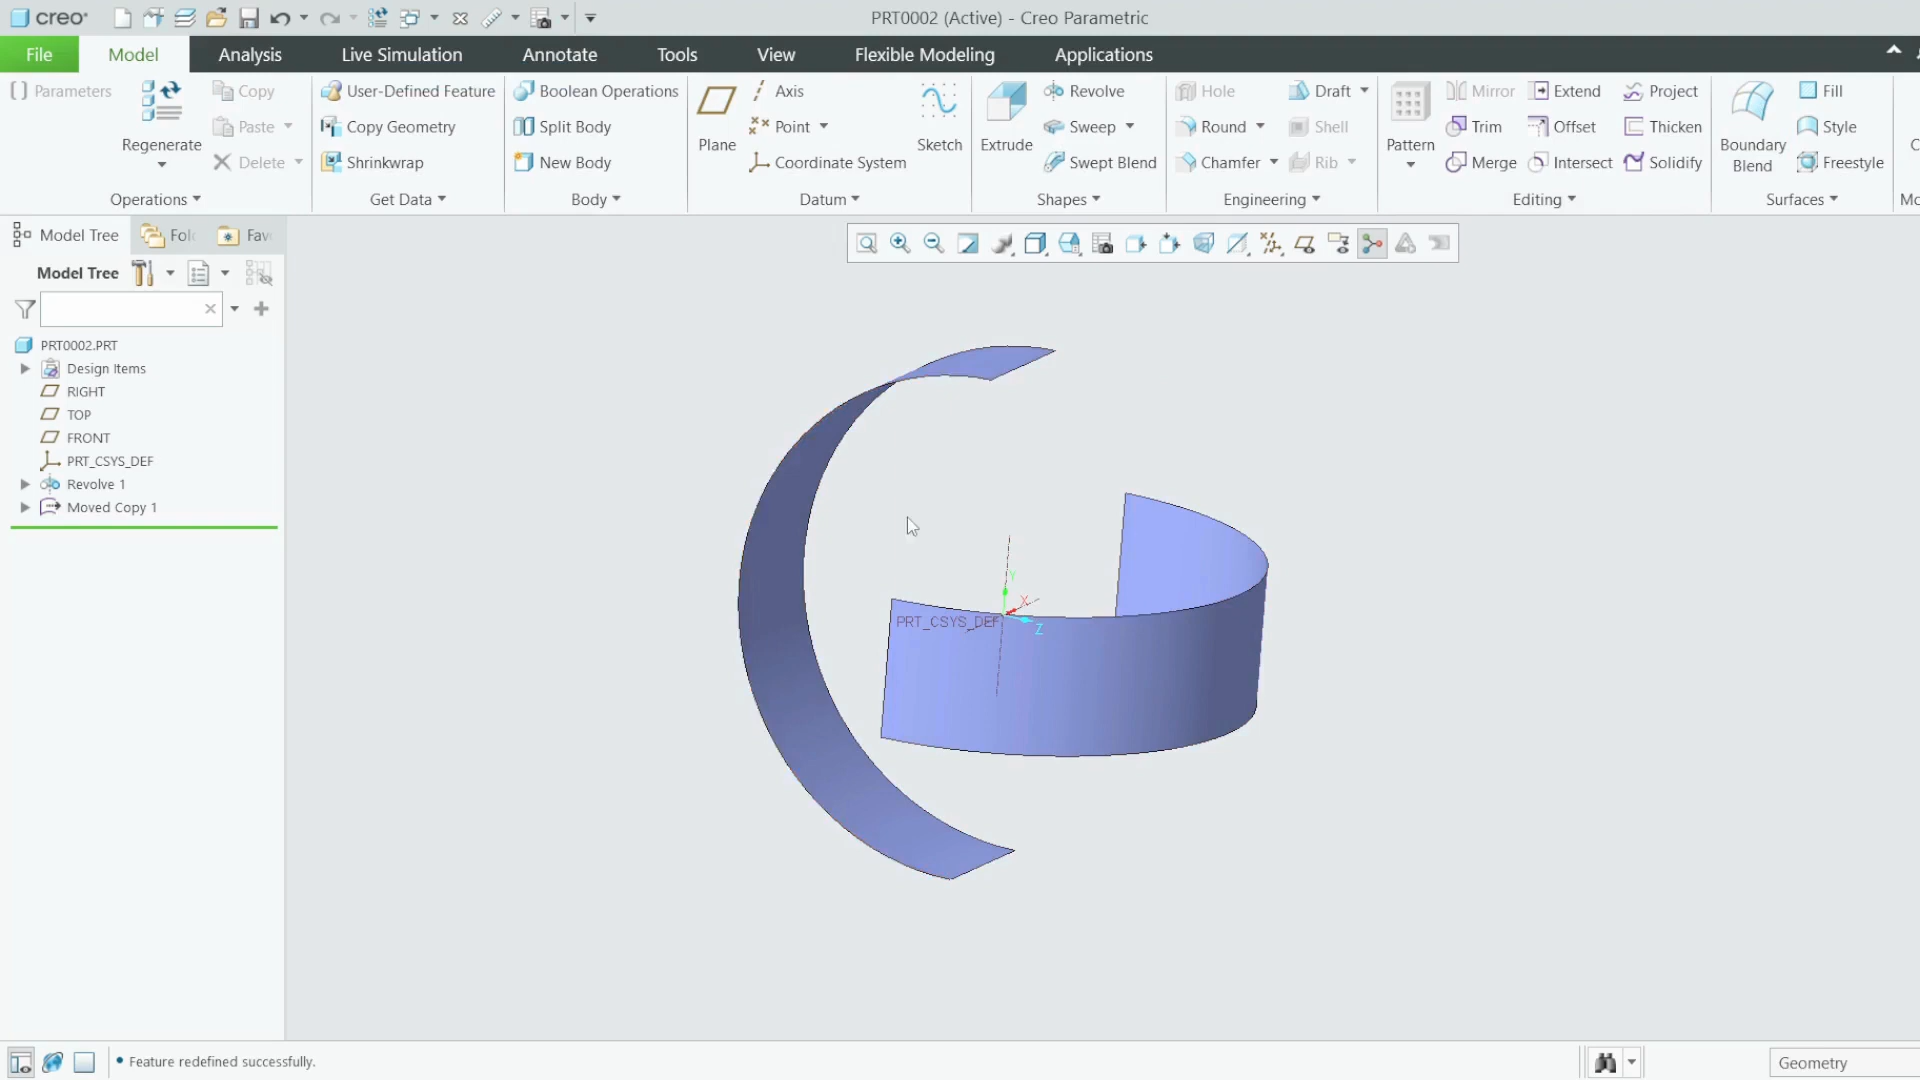 creo
PRT0002 (Active) - Creo Parametric
File Model Analysis Live Simulation Annotate Tools View Flexible Modeling Applications
Parameters
Regenerate
Copy
Paste
Delete
Operations
User-Defined Feature
Copy Geometry
Shrinkwrap
Get Data
Boolean Operations
Split Body
New Body
Body
Plane
Axis
Point
Coordinate System
Sketch
Datum
Extrude
Revolve
Sweep
Swept Blend
Shapes
Hole
Round
Chamfer
Draft
Shell
Rib
Engineering
Pattern
Mirror
Trim
Merge
Extend
Offset
Intersect
Project
Thicken
Solidify
Editing
Boundary
Blend
Fill
Style
Freestyle
Surfaces
C
Mo
Model Tree Fol Fav
Model Tree
PRT0002.PRT
Design Items
RIGHT
TOP
FRONT
PRT_CSYS_DEF
Revolve 1
Moved Copy 1
Y
X
PRT_CSYS_DEF
Z
• Feature redefined successfully.
Geometry